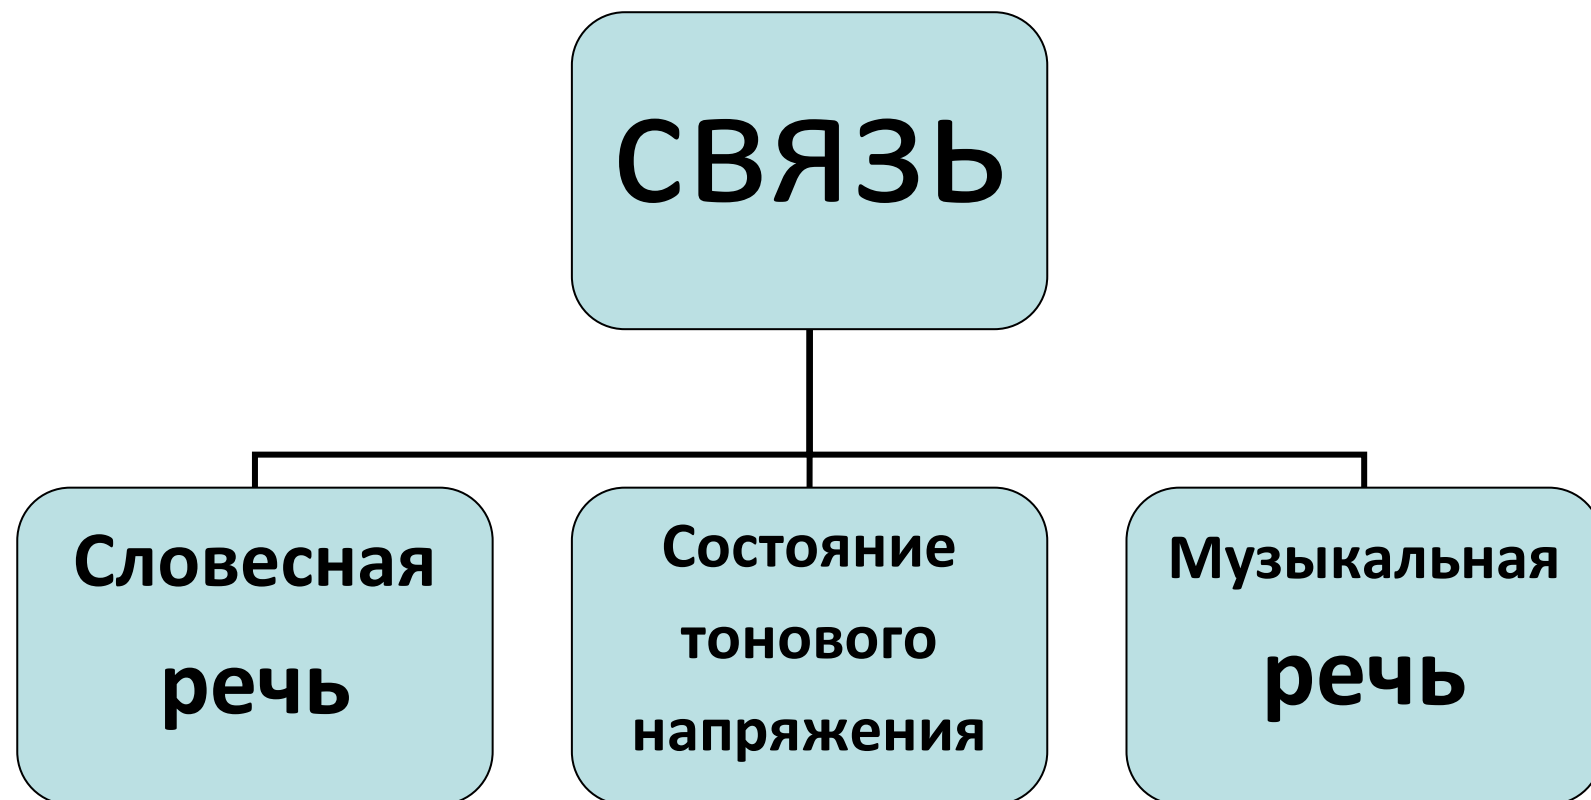 связь
Словесная
речь
Состояние
тонового
напряжения
Музыкальная
речь